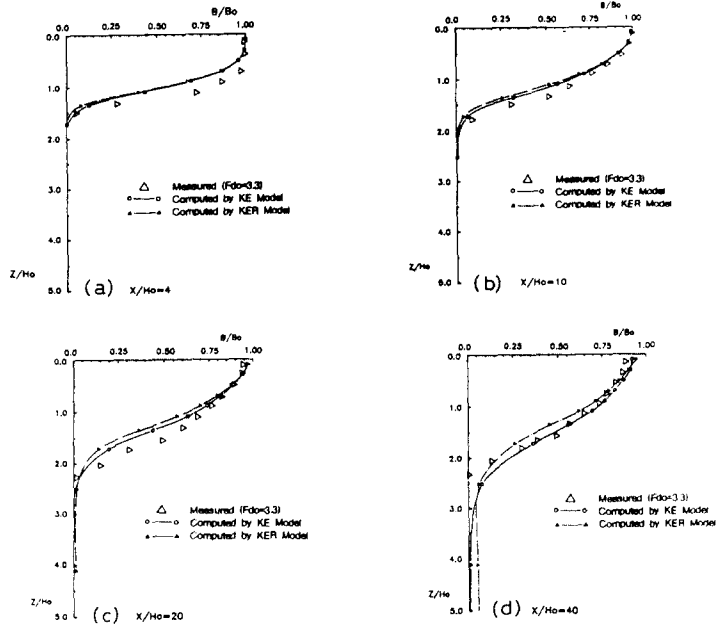 B/Bo
0.0 0.25 0.50 0.75 1.00
0.0
1.0
2.0
3.0
4.0
5.0
Z/Ho
Measured (Fdo=3.3)
Computed by KE Model
Computed by KER Model
(a) X/Ho=4
B/Bo
0.0 0.25 0.50 0.75 1.00
0.0
1.0
2.0
3.0
4.0
5.0
Z/Ho
Measured (Fdo=3.3)
Computed by KE Model
Computed by KER Model
(b) X/Ho=10
B/Bo
0.0 0.25 0.50 0.75 1.00
0.0
1.0
2.0
3.0
4.0
5.0
Z/Ho
Measured (Fdo=3.3)
Computed by KE Model
Computed by KER Model
(c) X/Ho=20
B/Bo
0.0 0.25 0.50 0.75 1.00
0.0
1.0
2.0
3.0
4.0
5.0
Z/Ho
Measured (Fdo=3.3)
Computed by KE Model
Computed by KER Model
(d) X/Ho=40